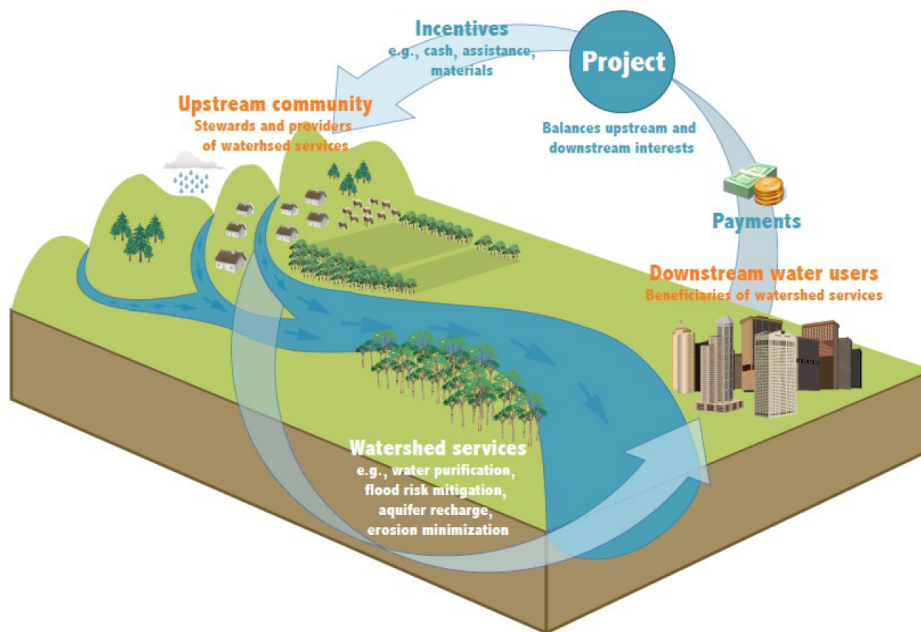 Incentives
e.g., cash, assistance,
materials
Project
Balances upstream and
downstream interests
Upstream community
Stewards and providers
of waterhsed services
Payments
Downstream water users
Beneficiaries of watershed services
Watershed services
e.g., water purification,
flood risk mitigation,
aquifer recharge,
erosion minimization